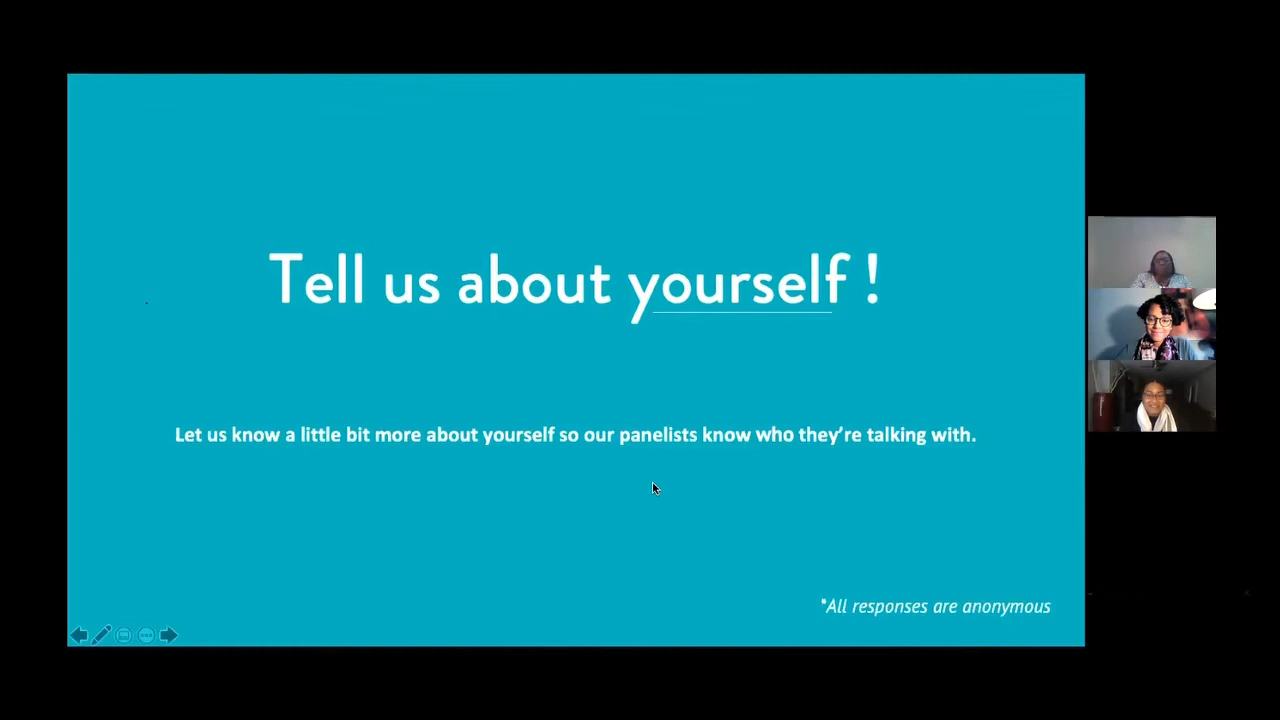 Tell us about yourself !
Let us know a little bit more about yourself so our panelists know who they’re talking with.
*All responses are anonymous